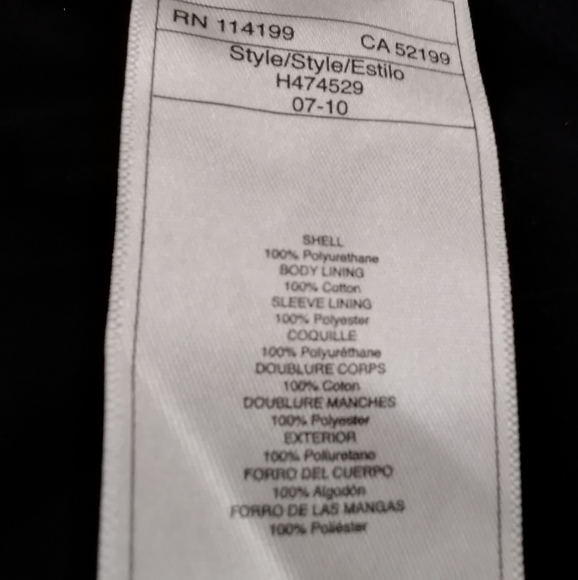 RN 114199 CA 52199
Style/Style/Estilo
H474529
07-10
SHELL
100% Polyurethane
BODY LINING
100% Cotton
SLEEVE LINING
100% Polyester
COQUILLE
100% Polyuréthane
DOUBLURE CORPS
100% Coton
DOUBLURE MANCHES
100% Polyester
EXTERIOR
100% Poliuretano
FORRO DEL CUERPO
100% Algodón
FORRO DE LAS MANGAS
100% Poliéster